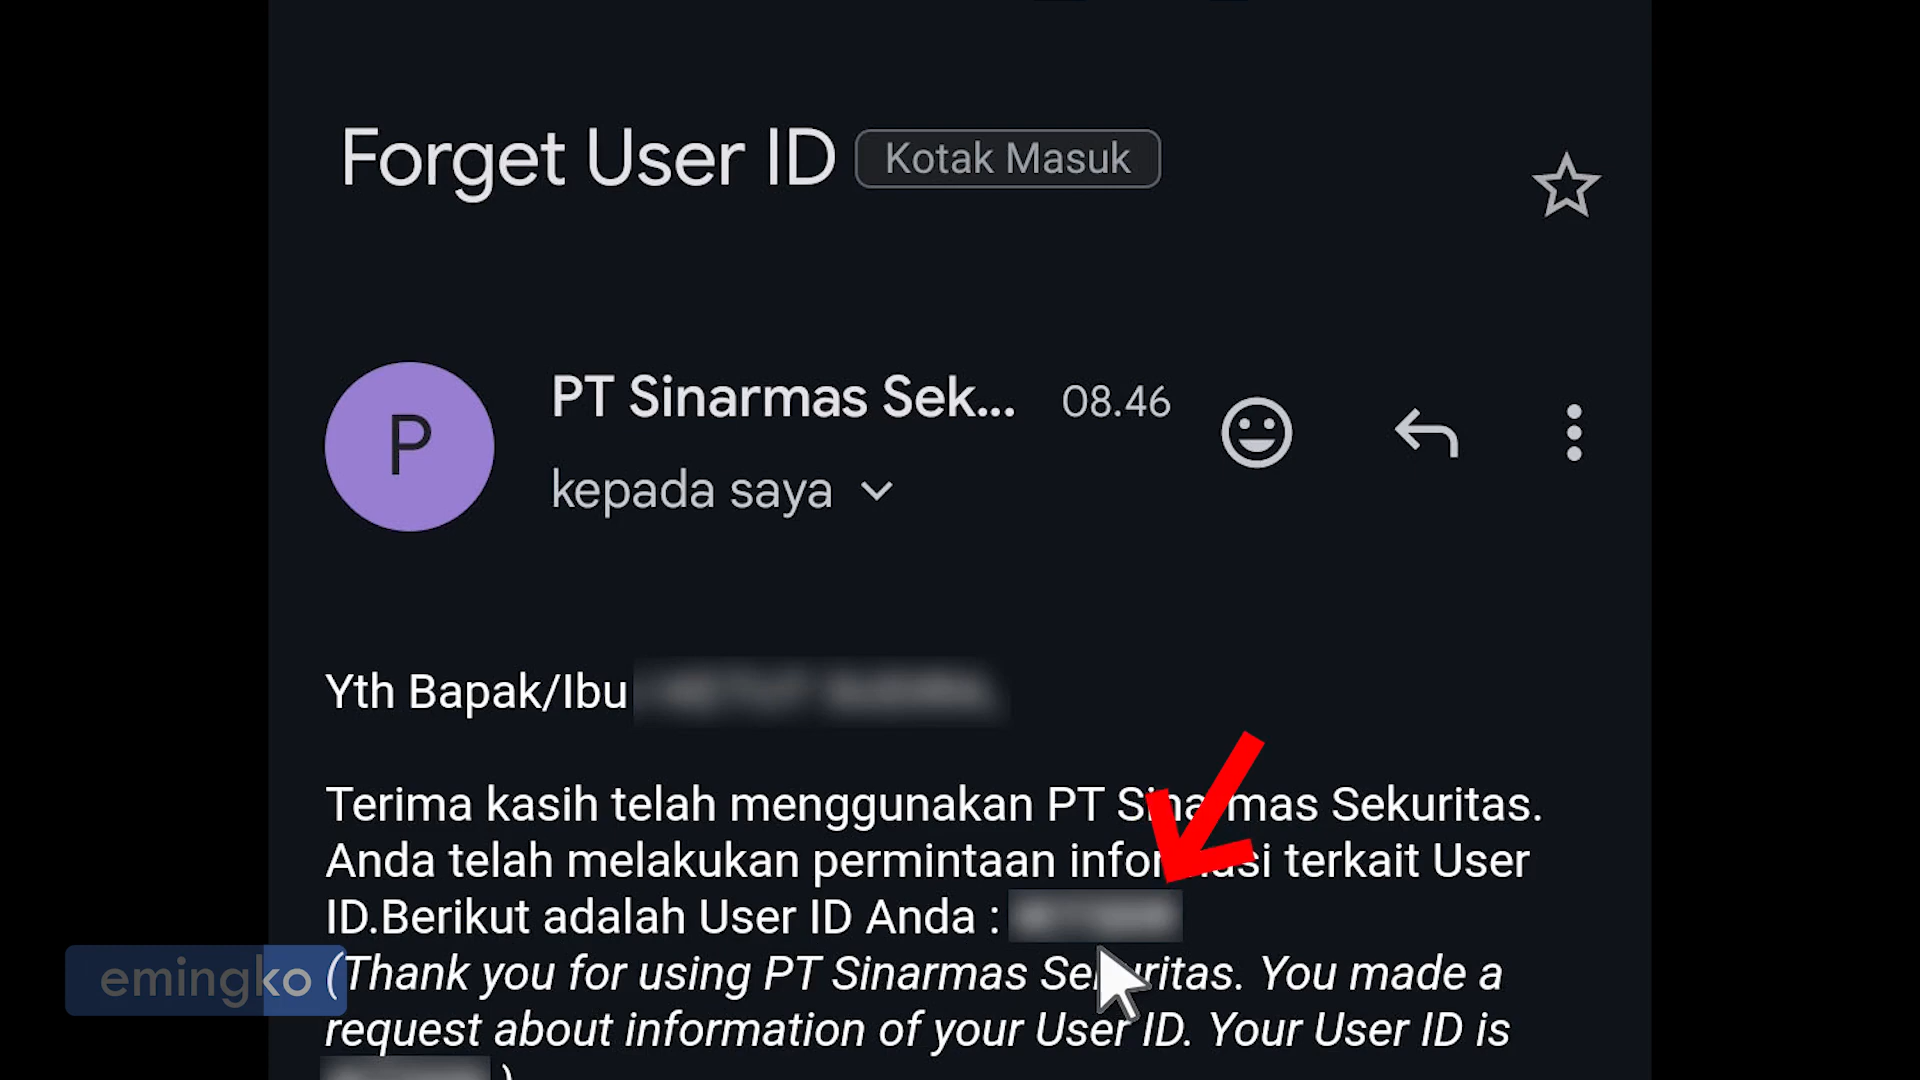 Forget User ID Kotak Masuk
P
PT Sinarmas Sek... 08.46
kepada saya
Yth Bapak/Ibu
Terima kasih telah menggunakan PT Sinarmas Sekuritas.
Anda telah melakukan permintaan informasi terkait User
ID.Berikut adalah User ID Anda :
emingko
(Thank you for using PT Sinarmas Sekuritas. You made a
request about information of your User ID. Your User ID is
)